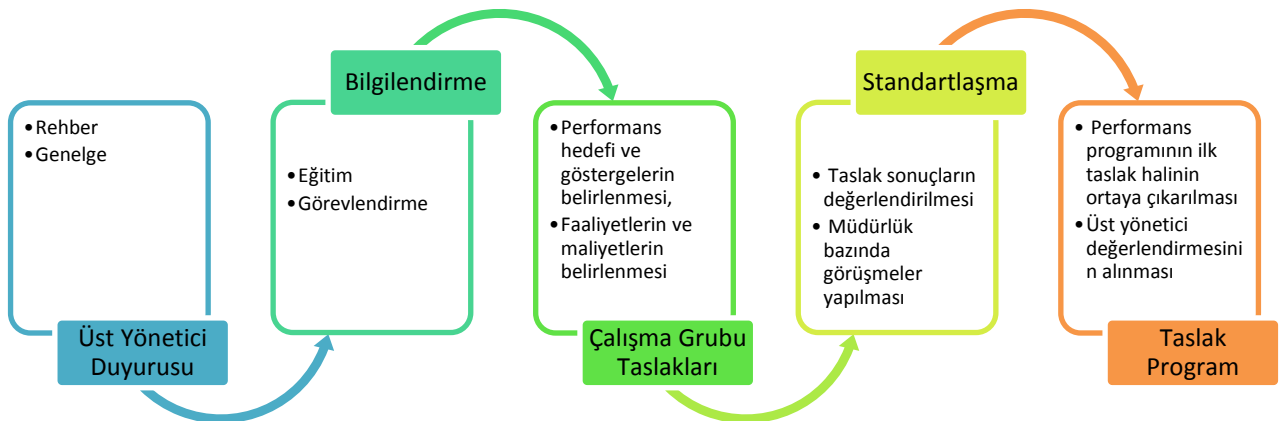 •Rehber
•Genelge
Üst Yönetici
Duyurusu
Bilgilendirme
•Eğitim
•Görevlendirme
•Performans
hedefi ve
göstergelerin
belirlenmesi,
•Faaliyetlerin ve
maliyetlerin
belirlenmesi
Çalışma Grubu
Taslakları
Standartlaşma
• Taslak sonuçların
değerlendirilmesi
• Müdürlük
bazında
görüşmeler
yapılması
• Performans
programının ilk
taslak halinin
ortaya çıkarılması
•Üst yönetici
değerlendirmesini
n alınması
Taslak
Program